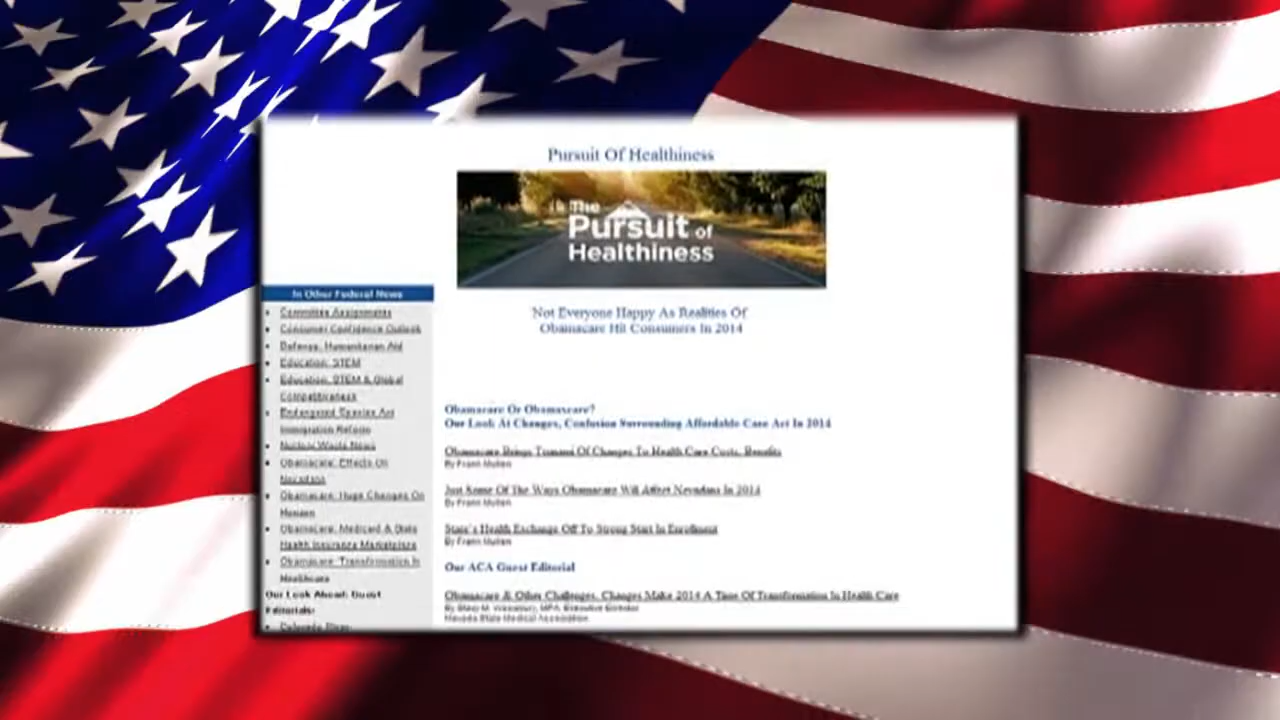 Pursuit Of Healthiness
The
Pursuit of
Healthiness
Not Everyone Happy As Realities Of
Obamacare Hit Consumers In 2014
In Other Federal News
Committee Assignments
Consumer Confidence Outlook
Defense, Humanitarian Aid
Education, STEM
Education, STEM & Global
Competitiveness
Endangered Species Act
Immigration Reform
Nuclear Waste News
Obamacare, Effects On
Nevadans
Obamacare, Huge Changes On
Horizon
Obamacare, Medicaid & State
Health Insurance Marketplace
Obamacare, Transformation In
Healthcare
Our Look Ahead: Guest
Editorials:
Colorado River
Obamacare Or Obamascare?
Our Look At Changes, Confusion Surrounding Affordable Care Act In 2014
Obamacare Brings Tsunami Of Changes To Health Care Costs, Benefits
By Frank Mullen
Just Some Of The Ways Obamacare Will Affect Nevadans In 2014
By Frank Mullen
State's Health Exchange Off To Strong Start In Enrollment
By Frank Mullen
Our ACA Guest Editorial
Obamacare & Other Challenges, Changes Make 2014 A Time Of Transformation In Health Care
By Stacy M. MPA, Executive Director
Nevada State Medical Association